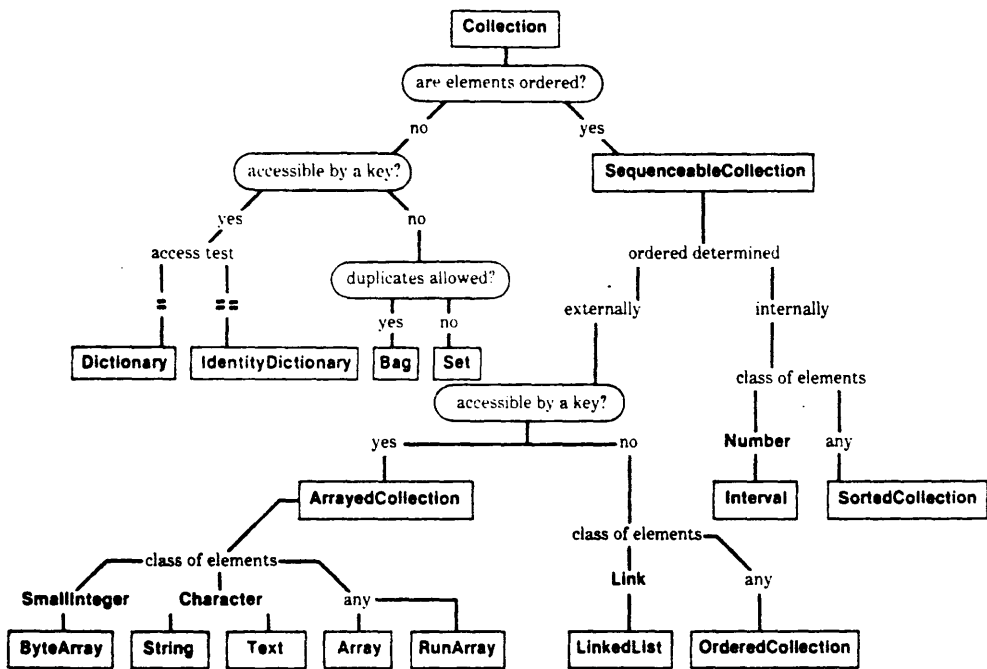 Collection
are elements ordered?
no
yes
accessible by a key?
SequenceableCollection
yes
no
access test
ordered determined
=
==
duplicates allowed?
externally
internally
yes
no
Dictionary
IdentityDictionary
Bag
Set
class of elements
accessible by a key?
yes
no
Number
any
ArrayedCollection
Interval
SortedCollection
class of elements
class of elements
SmallInteger
Character
any
Link
any
ByteArray
String
Text
Array
RunArray
LinkedList
OrderedCollection